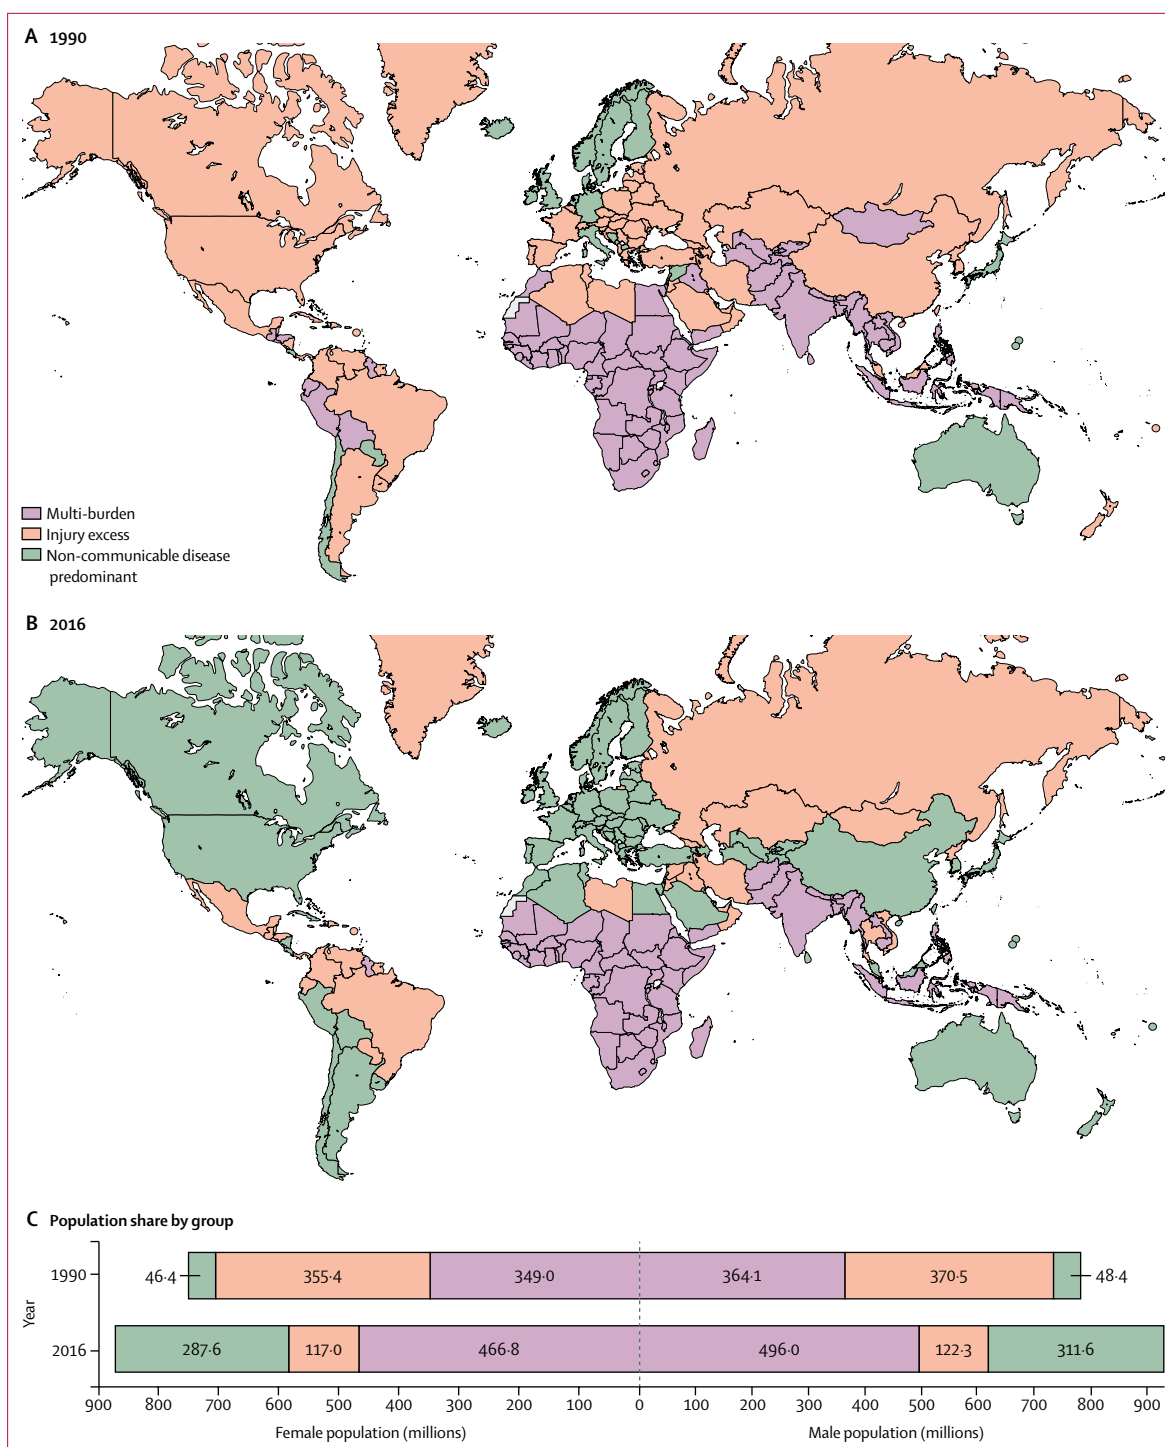 A 1990
Multi-burden
Injury excess
Non-communicable disease
predominant
B 2016
C Population share by group
1990
46·4
355·4
349·0
364·1
370·5
48·4
Year
2016
287·6
117·0
466·8
496·0
122·3
311·6
900 800 700 600 500 400 300 200 100 0 100 200 300 400 500 600 700 800 900
Female population (millions)
Male population (millions)